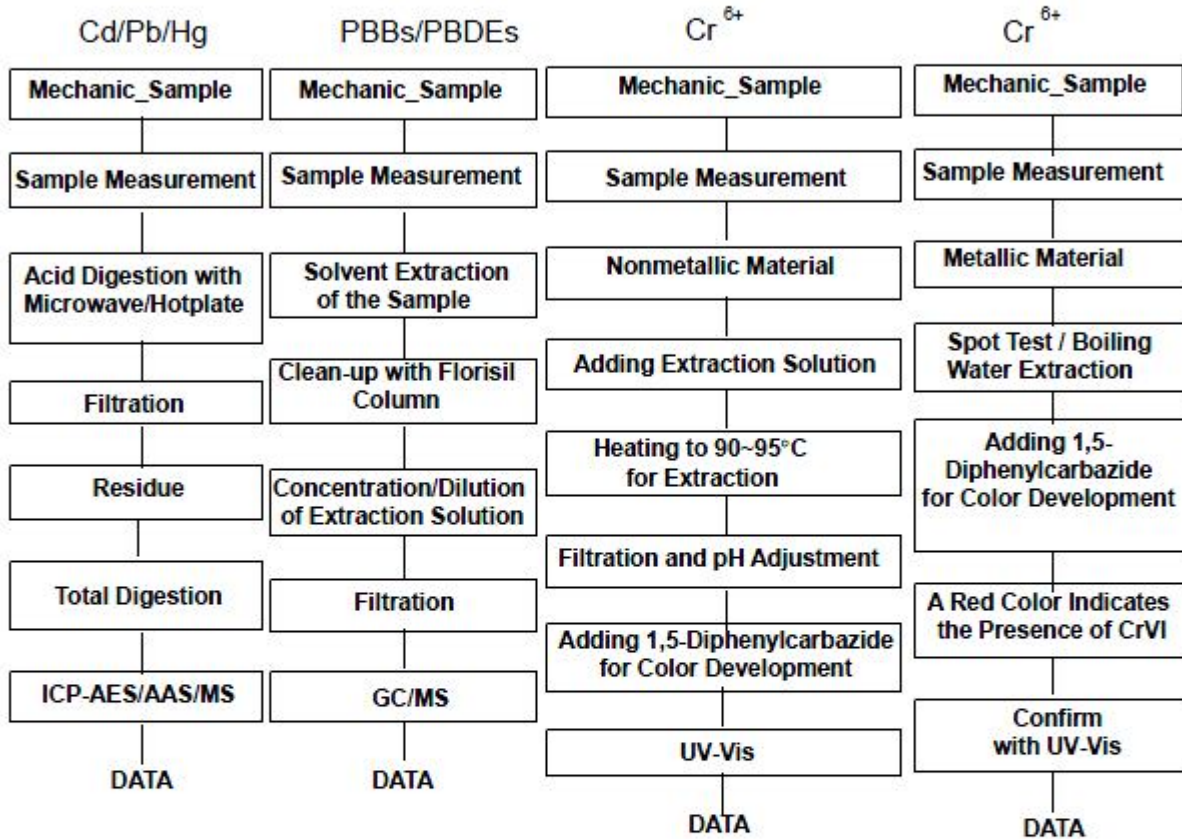 Cd/Pb/Hg
Mechanic_Sample
Sample Measurement
Acid Digestion with
Microwave/Hotplate
Filtration
Residue
Total Digestion
ICP-AES/AAS/MS
DATA
PBBs/PBDEs
Mechanic_Sample
Sample Measurement
Solvent Extraction
of the Sample
Clean-up with Florisil
Column
Concentration/Dilution
of Extraction Solution
Filtration
GC/MS
DATA
Cr 6+
Mechanic_Sample
Sample Measurement
Nonmetallic Material
Adding Extraction Solution
Heating to 90~95°C
for Extraction
Filtration and pH Adjustment
Adding 1,5-Diphenylcarbazide
for Color Development
UV-Vis
DATA
Cr 6+
Mechanic_Sample
Sample Measurement
Metallic Material
Spot Test / Boiling
Water Extraction
Adding 1,5-
Diphenylcarbazide
for Color Development
A Red Color Indicates
the Presence of CrVI
Confirm
with UV-Vis
DATA